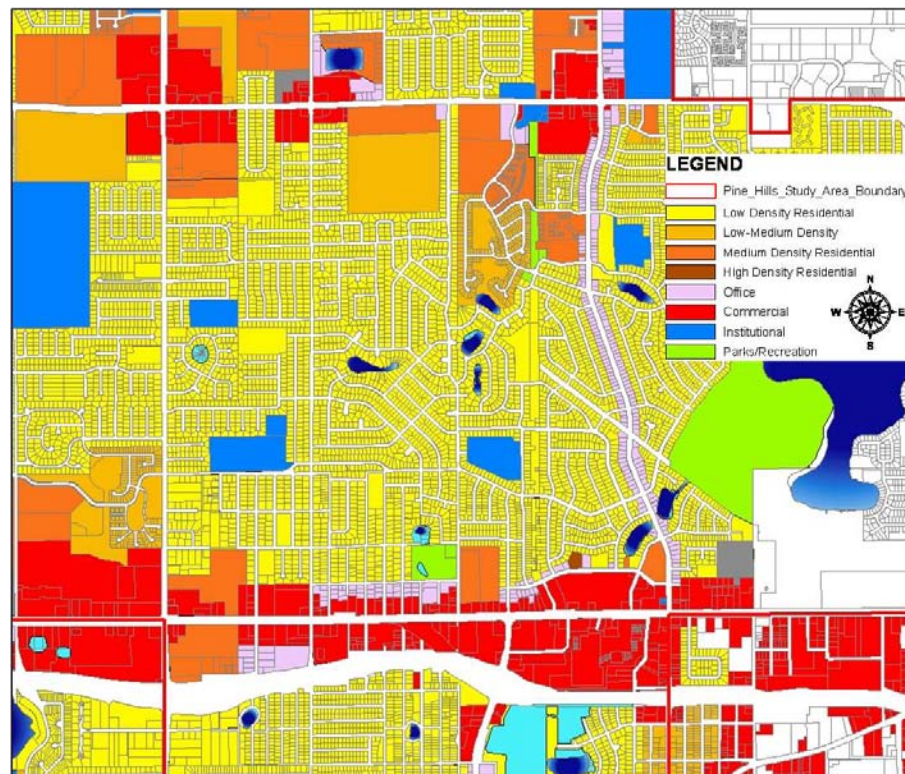 LEGEND
Pine_Hills_Study_Area_Boundary
Low Density Residential
Low-Medium Density
Medium Density Residential
High Density Residential
Office
Commercial
Institutional
Parks/Recreation
N
W E
S